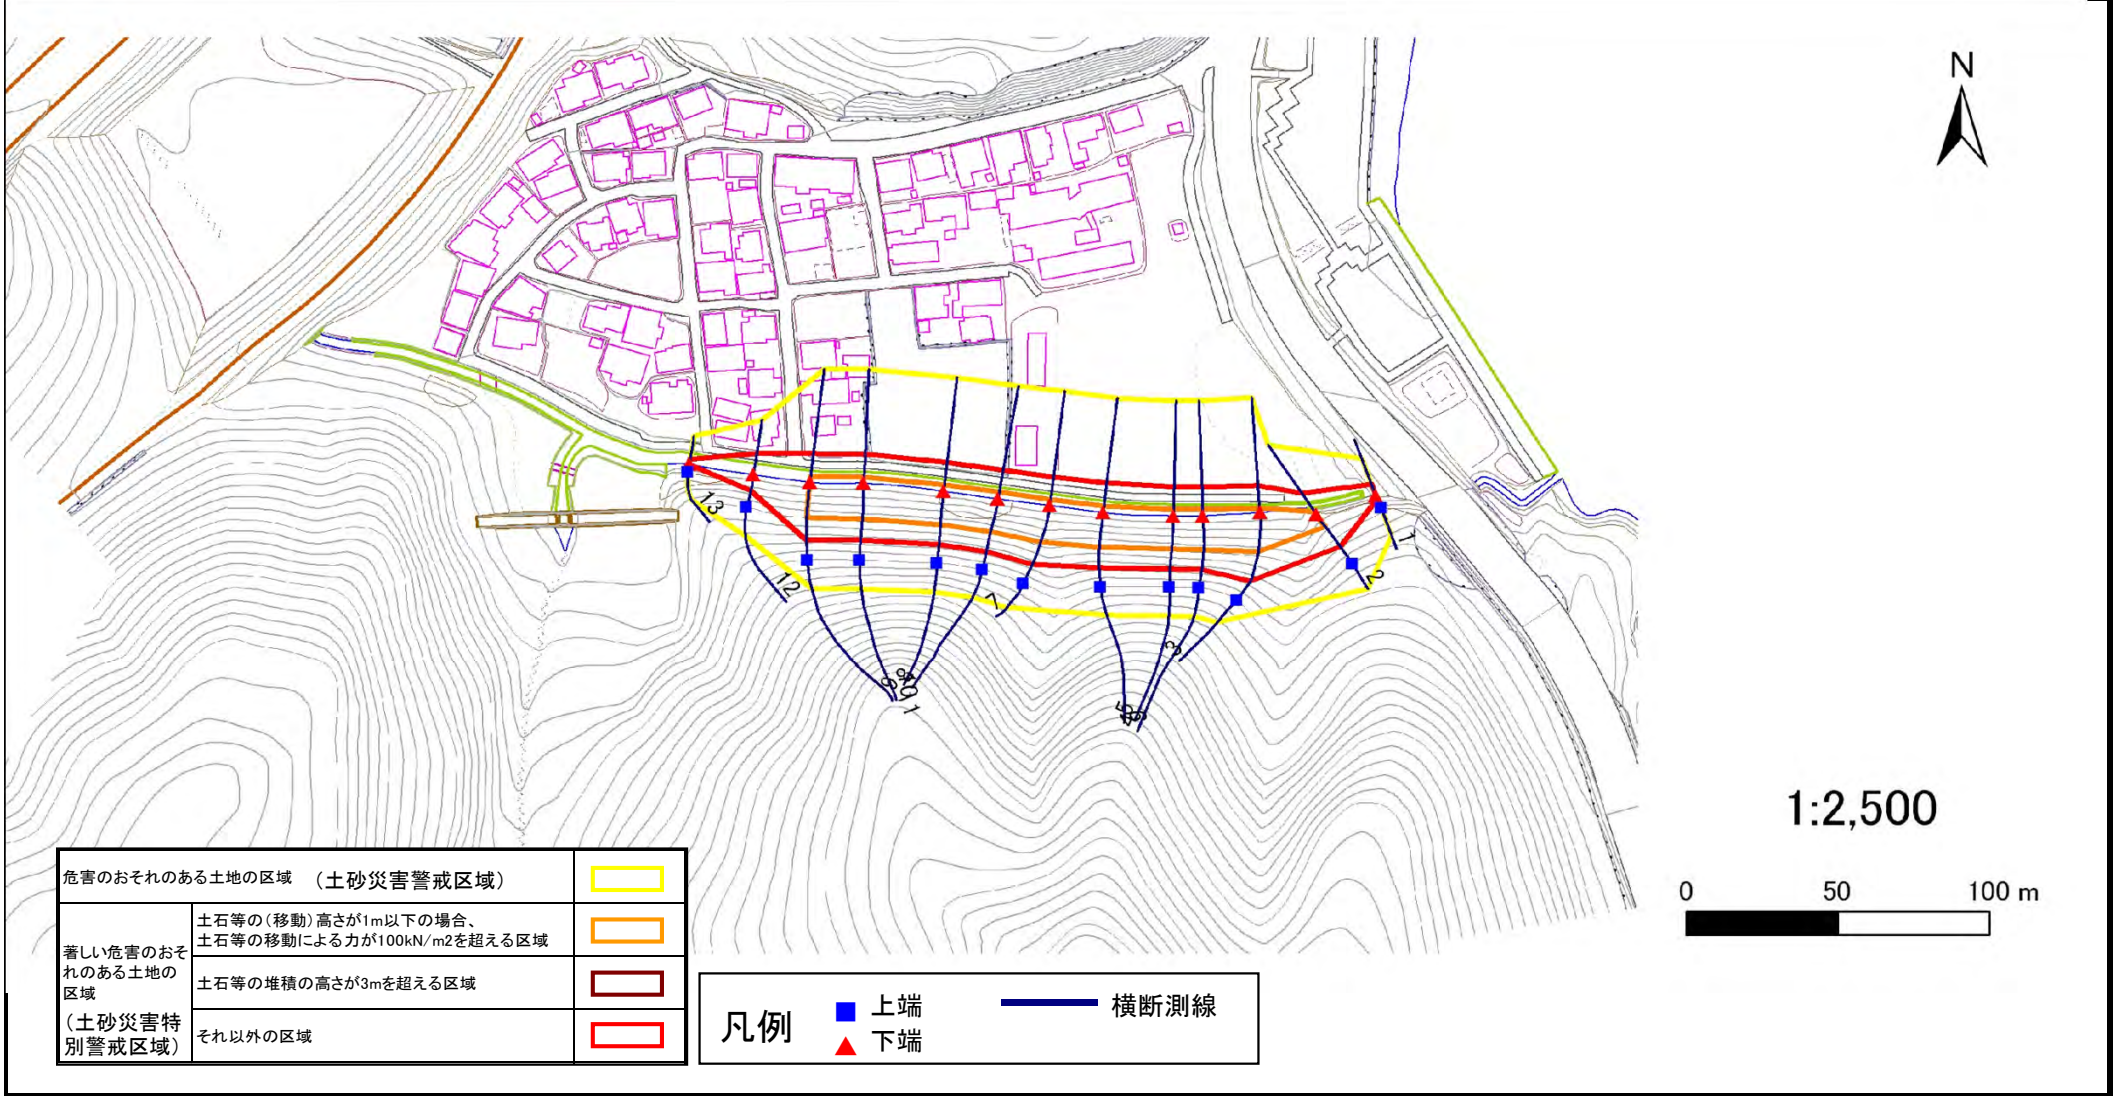 N
13
12
7
3
2
1
1:2,500
0 50 100 m
危害のおそれのある土地の区域 （土砂災害警戒区域）
著しい危害のおそ
れのある土地の
区域
（土砂災害特
別警戒区域）
土石等の（移動）高さが1m以下の場合、
土石等の移動による力が100kN/m2を超える区域
土石等の堆積の高さが3mを超える区域
それ以外の区域
凡例
上端
下端
横断測線